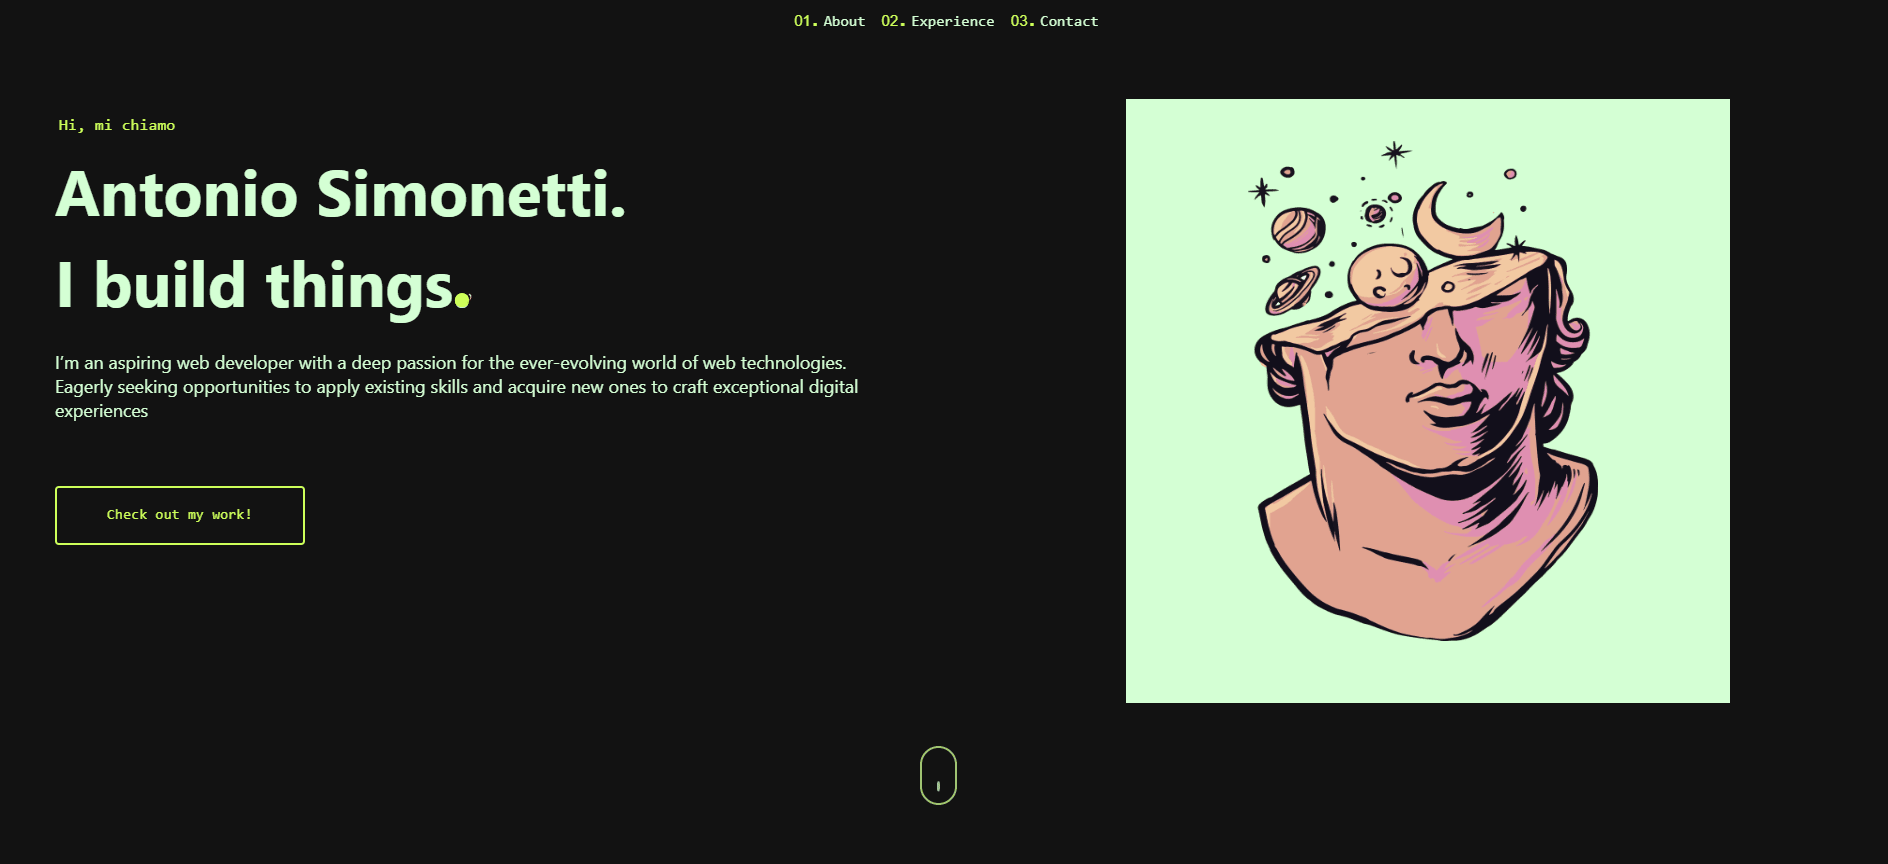 01. About 02. Experience 03. Contact
Hi, mi chiamo
Antonio Simonetti.
I build things.
I'm an aspiring web developer with a deep passion for the ever-evolving world of web technologies.
Eagerly seeking opportunities to apply existing skills and acquire new ones to craft exceptional digital
experiences
Check out my work!